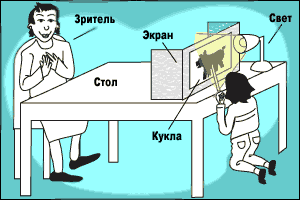 Зритель
Экран
Свет
Стол
Кукла